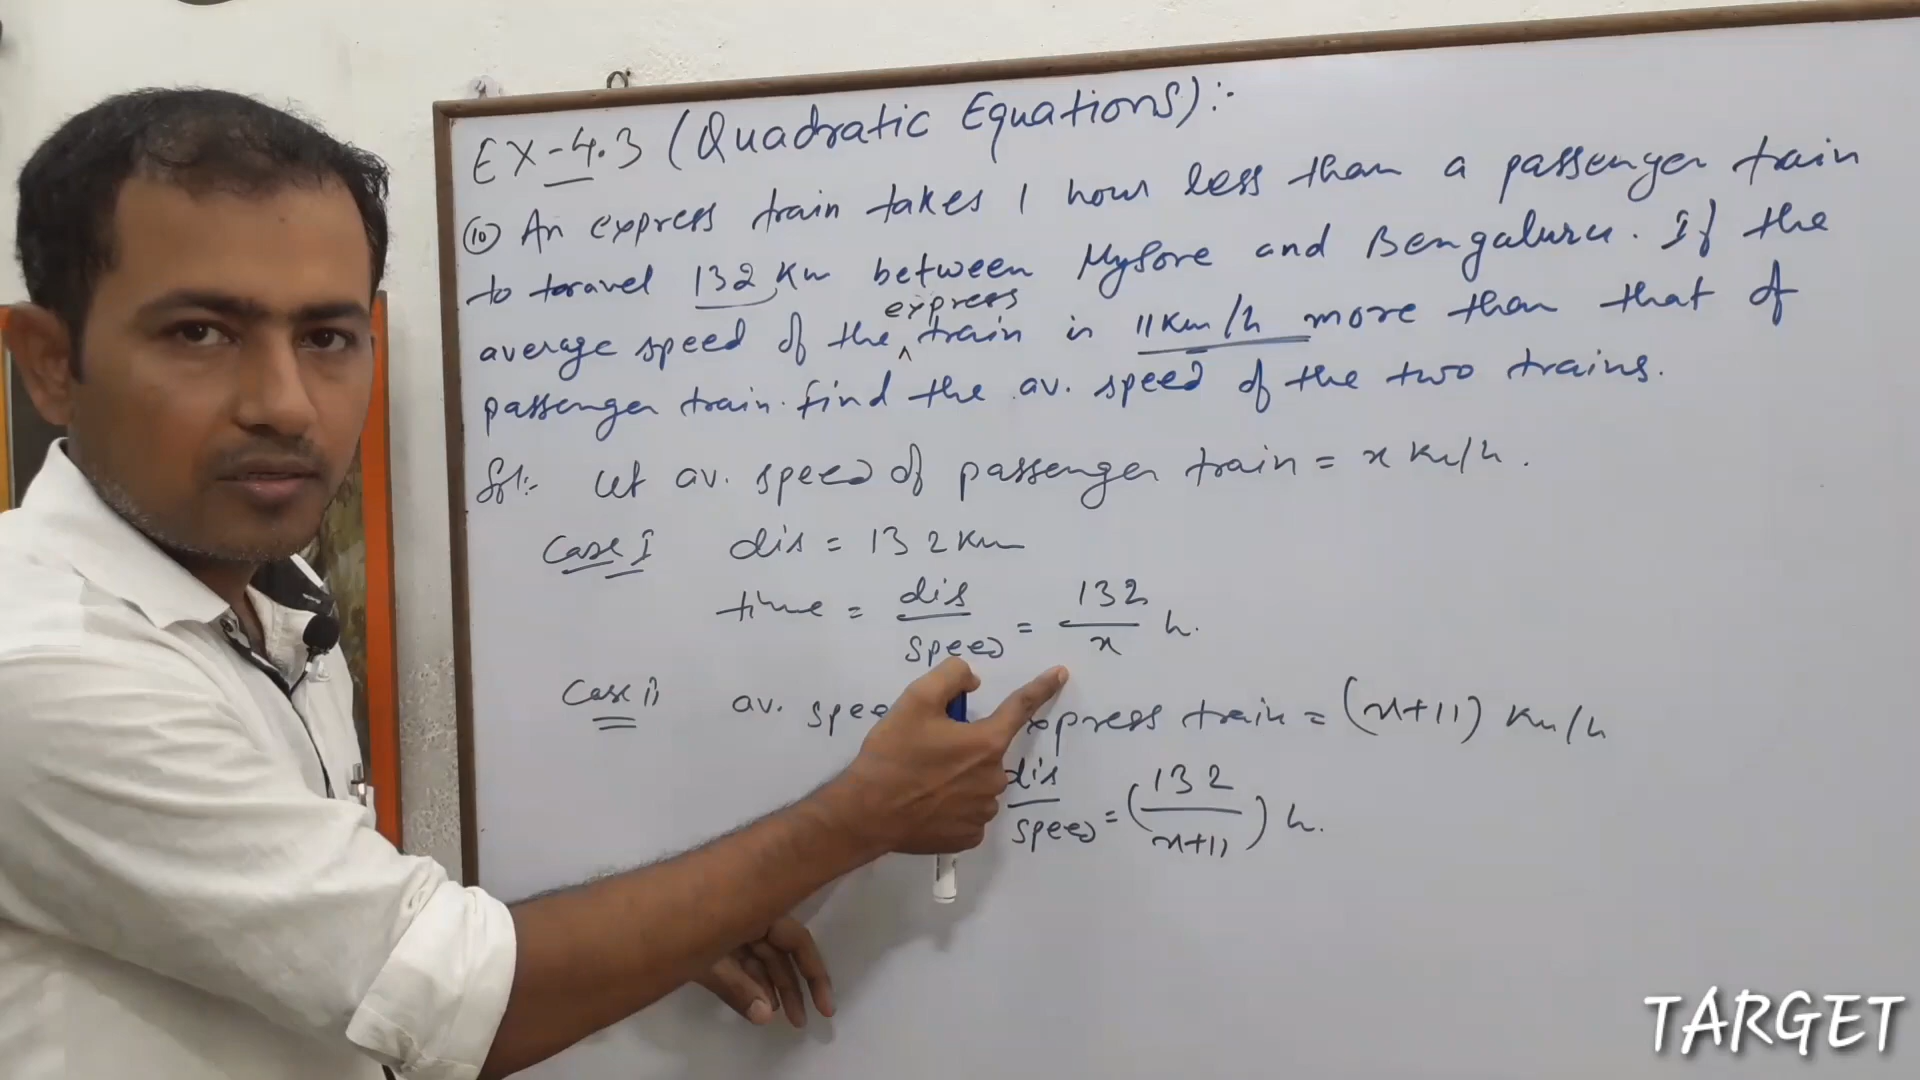 EX-4.3 (Quadratic Equations):-
(10) An express train takes 1 hour less than a passenger train
to travel 132 Km between Mysore and Bengaluru. If the
express
average speed of the ^ train is 11Km/h more than that of
passenger train. find the av. speed of the two trains.
Sol:- let av. speed of passenger train = x Km/h.
Case I dis = 132 Km
time = dis/speed = 132/x h.
Case II av. spee express train = (x+11) Km/h
dis/speed = (132/x+11) h.
TARGET